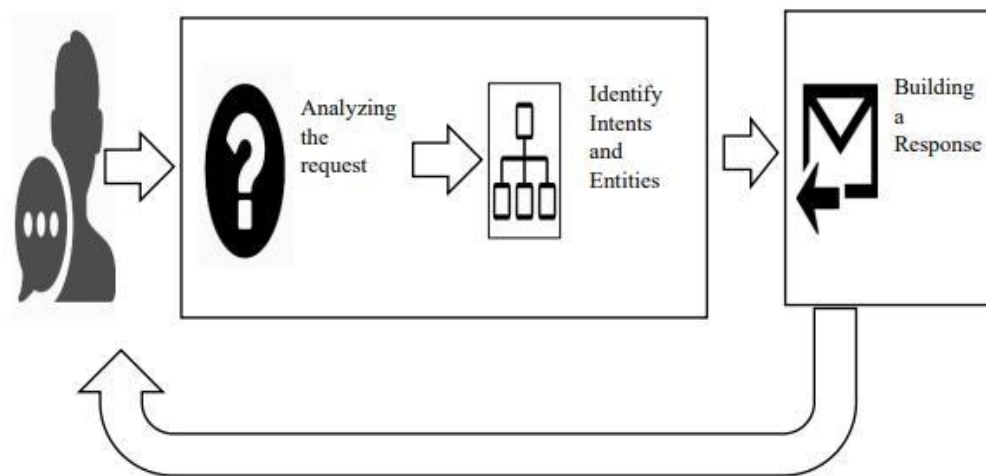 Analyzing
the
request
Identify
Intents
and
Entities
Building
a
Response